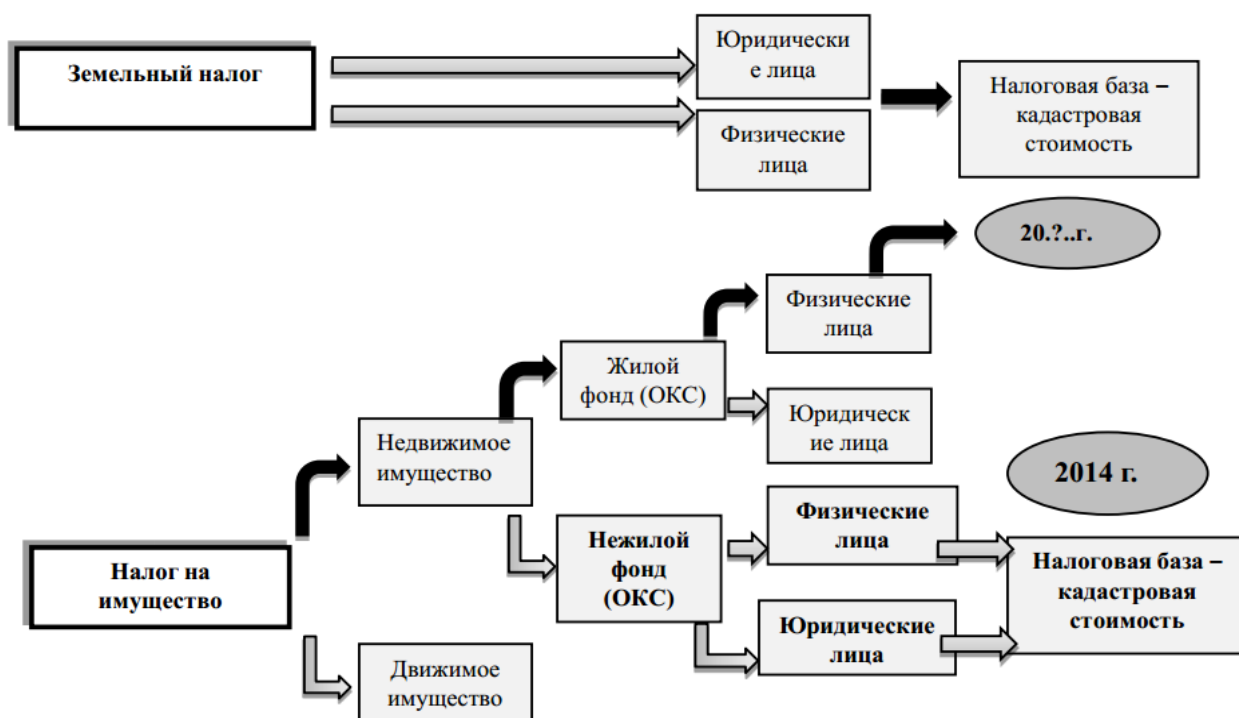 Земельный налог
Юридически
е лица
Физические
лица
Налоговая база –
кадастровая
стоимость
20.?..г.
Физические
лица
Жилой
фонд (ОКС)
Юридическ
ие лица
Недвижимое
имущество
2014 г.
Физические
лица
Нежилой
фонд
(ОКС)
Налоговая база –
кадастровая
стоимость
Налог на
имущество
Юридические
лица
Движимое
имущество